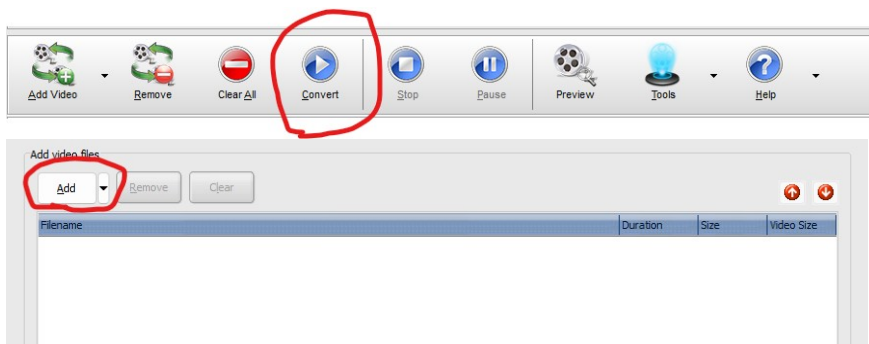 Add Video Remove Clear All Convert Stop Pause Preview Tools Help
Add video files
Add Remove Clear
Filename Duration Size Video Size